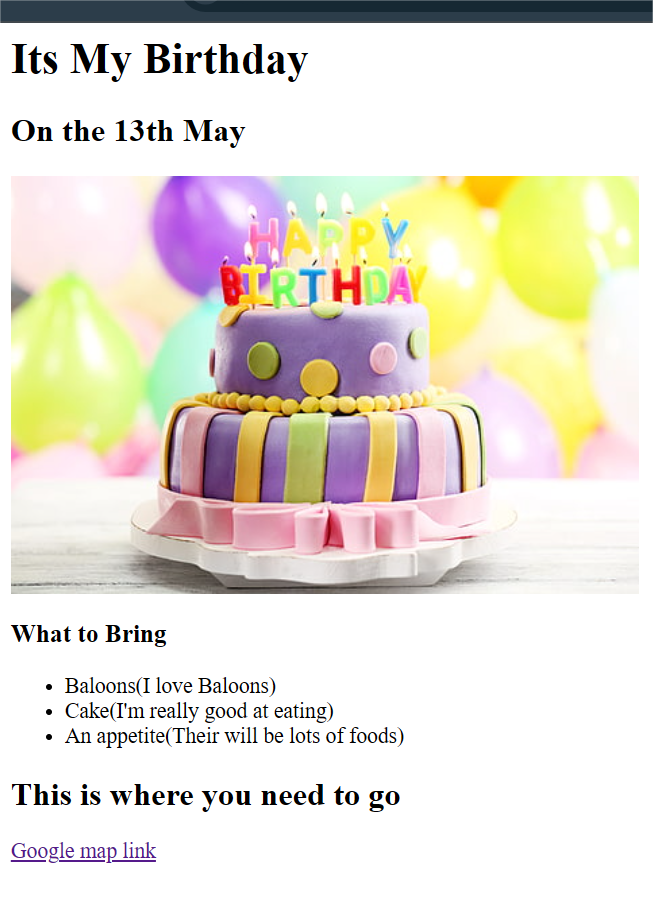 Its My Birthday
On the 13th May
HAPPY
BIRTHDAY
What to Bring
Baloons(I love Baloons)
Cake(I'm really good at eating)
An appetite(Their will be lots of foods)
This is where you need to go
Google map link